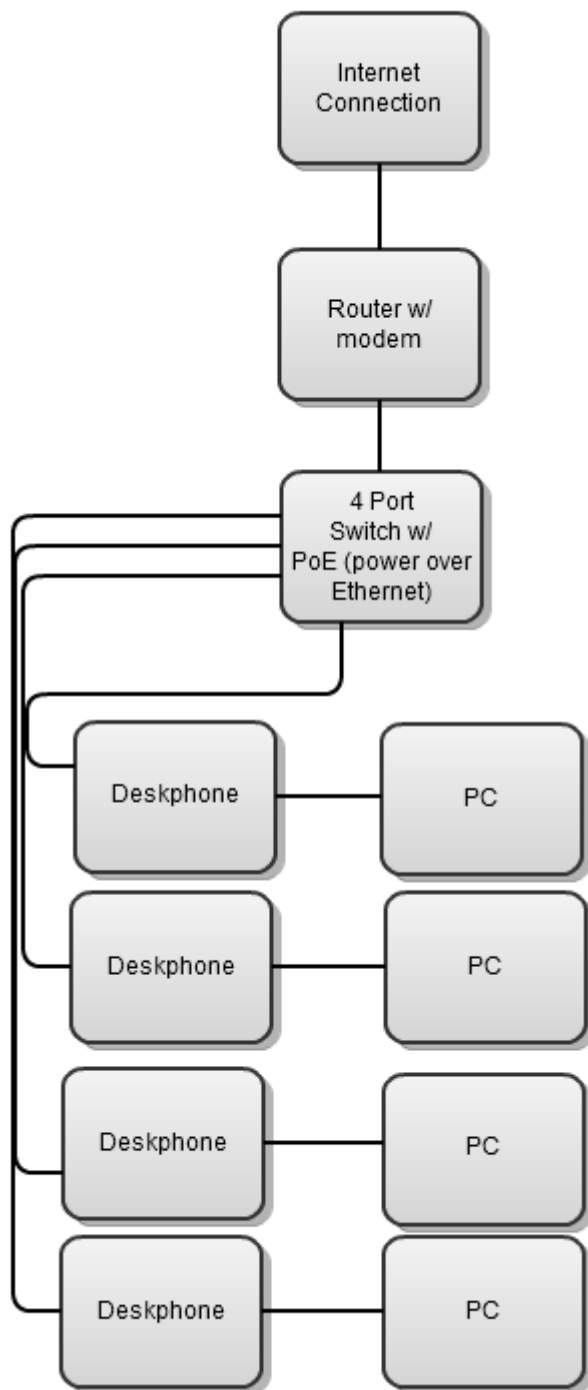 Internet
Connection
Router w/
modem
4 Port
Switch w/
PoE (power over
Ethernet)
Deskphone
PC
Deskphone
PC
Deskphone
PC
Deskphone
PC